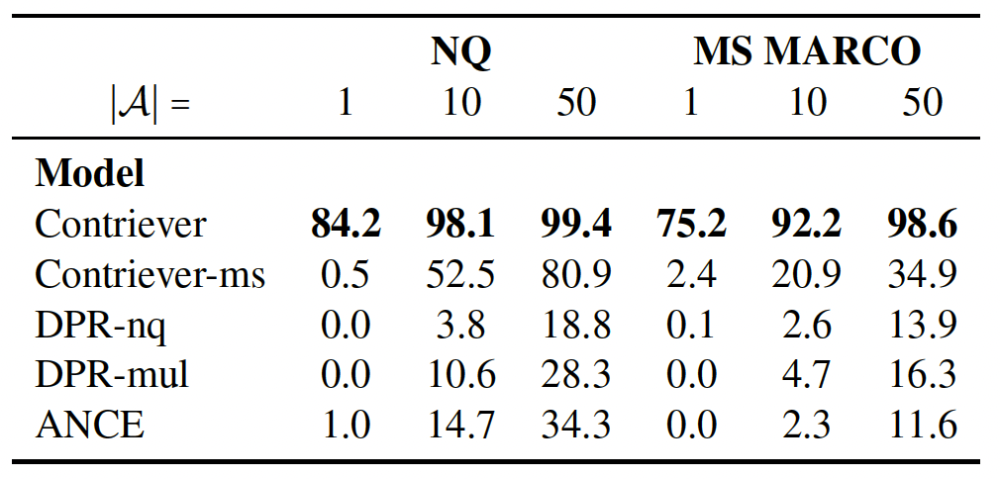 NQ MS MARCO
|𝒜| = 1 10 50 1 10 50
Model
Contriever 84.2 98.1 99.4 75.2 92.2 98.6
Contriever-ms 0.5 52.5 80.9 2.4 20.9 34.9
DPR-nq 0.0 3.8 18.8 0.1 2.6 13.9
DPR-mul 0.0 10.6 28.3 0.0 4.7 16.3
ANCE 1.0 14.7 34.3 0.0 2.3 11.6